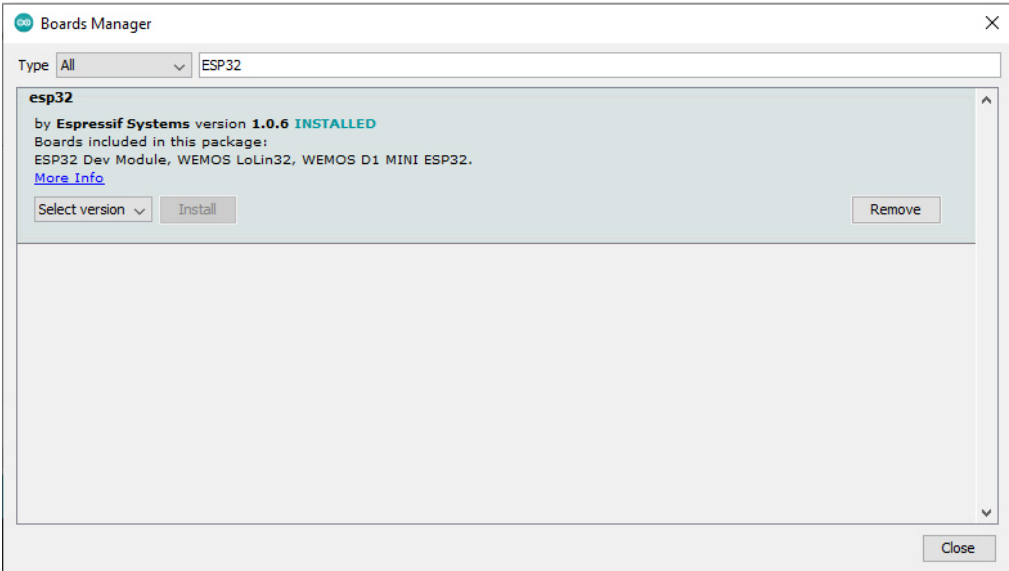 Boards Manager
Type All ESP32
esp32
by Espressif Systems version 1.0.6 INSTALLED
Boards included in this package:
ESP32 Dev Module, WEMOS LoLin32, WEMOS D1 MINI ESP32.
More Info
Select version Install Remove
Close